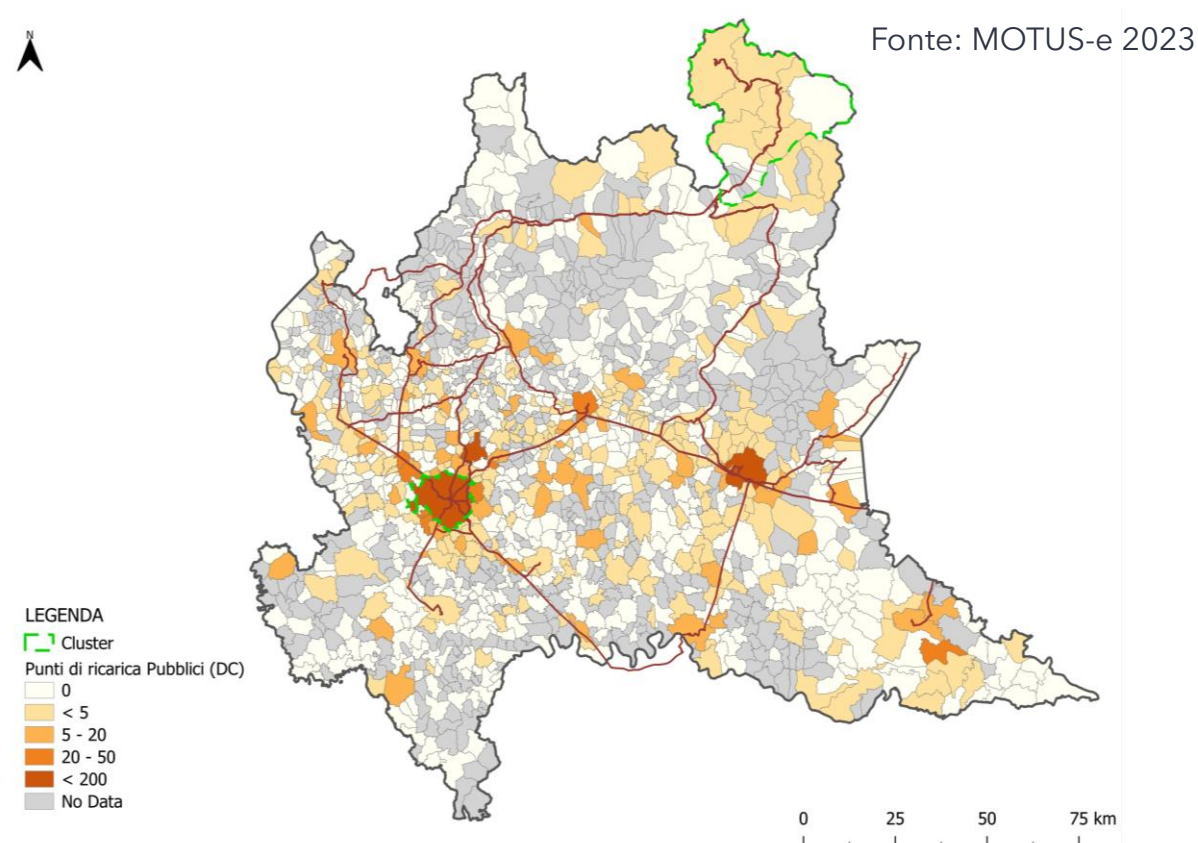 N
Fonte: MOTUS-e 2023
LEGENDA
Cluster
Punti di ricarica Pubblici (DC)
0
< 5
5 - 20
20 - 50
< 200
No Data
0 25 50 75 km